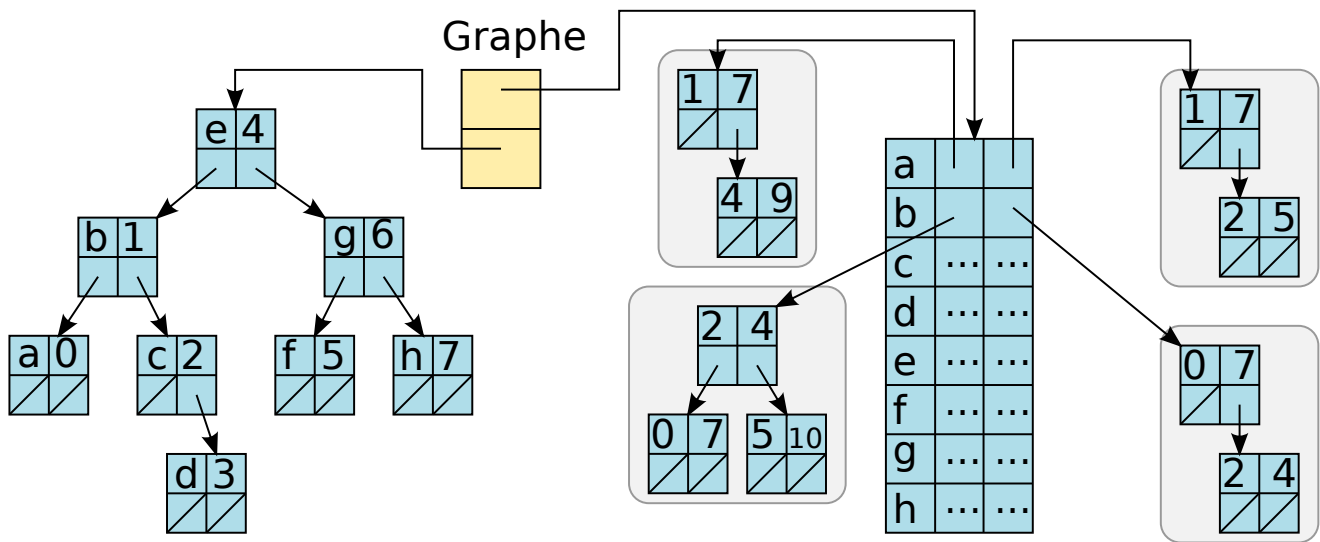 Graphe
e 4
b 1
g 6
a 0
c 2
f 5
h 7
d 3
1 7
4 9
2 4
0 7
5 10
a
b
c ... ...
d ... ...
e ... ...
f ... ...
g ... ...
h ... ...
1 7
2 5
0 7
2 4